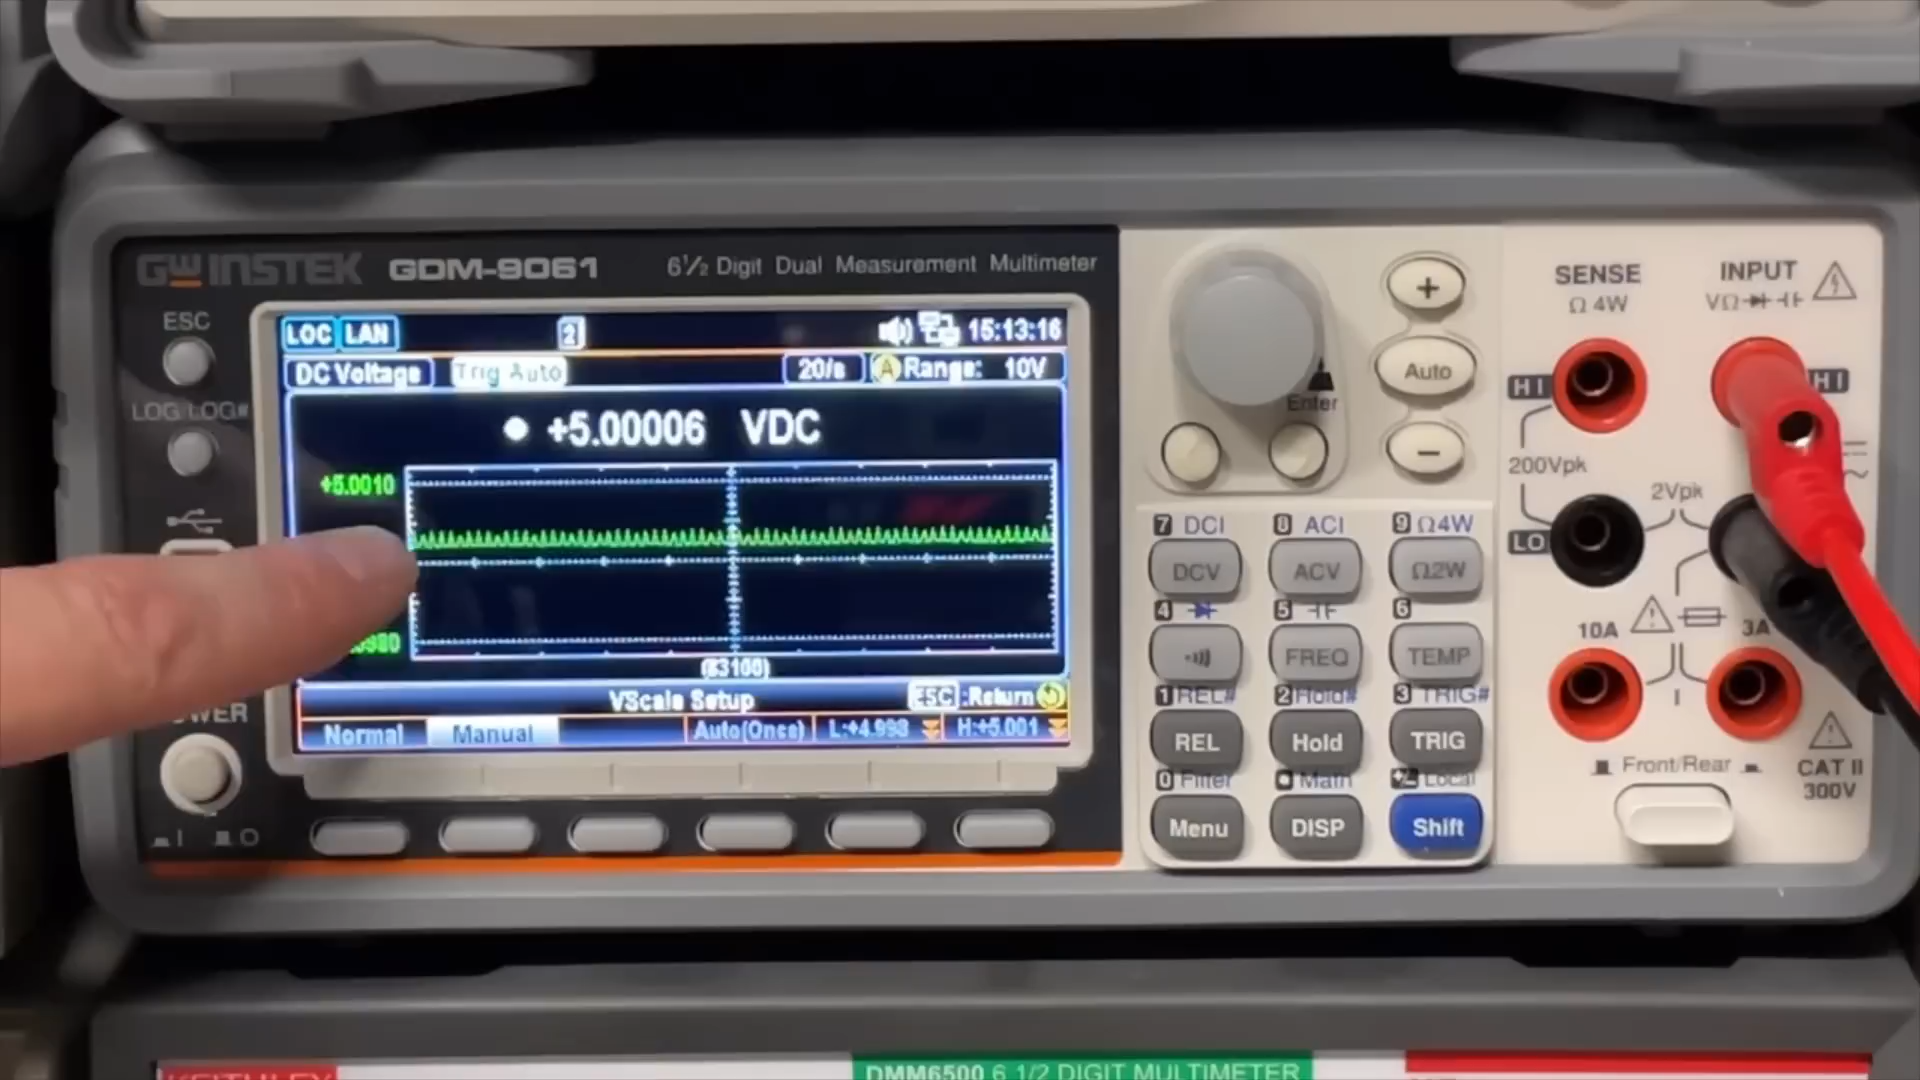 GWINSTEK GDM-9061 6½ Digit Dual Measurement Multimeter
ESC
LOG/LOG#
LOC LAN 2 15:13:16
DC Voltage Trig Auto 20/s A Range: 10V
+5.00006 VDC
+5.0010
(83100)
VScale Setup ESC :Return
Normal Manual Auto(Once) L:+4.998 H:+5.001
I O
Enter
+
Auto
-
7 DCI 8 ACI 9 Ω4W
DCV ACV Ω2W
4 5 6
FREQ TEMP
1 REL# 2 Hold# 3 TRIG#
REL Hold TRIG
0 Filter Math Local
Menu DISP Shift
SENSE INPUT
Ω 4W VΩ
HI HI
200Vpk
2Vpk
LO
10A 3A
Front/Rear
CAT II
300V
KEITHLEY DMM6500 6 1/2 DIGIT MULTIMETER